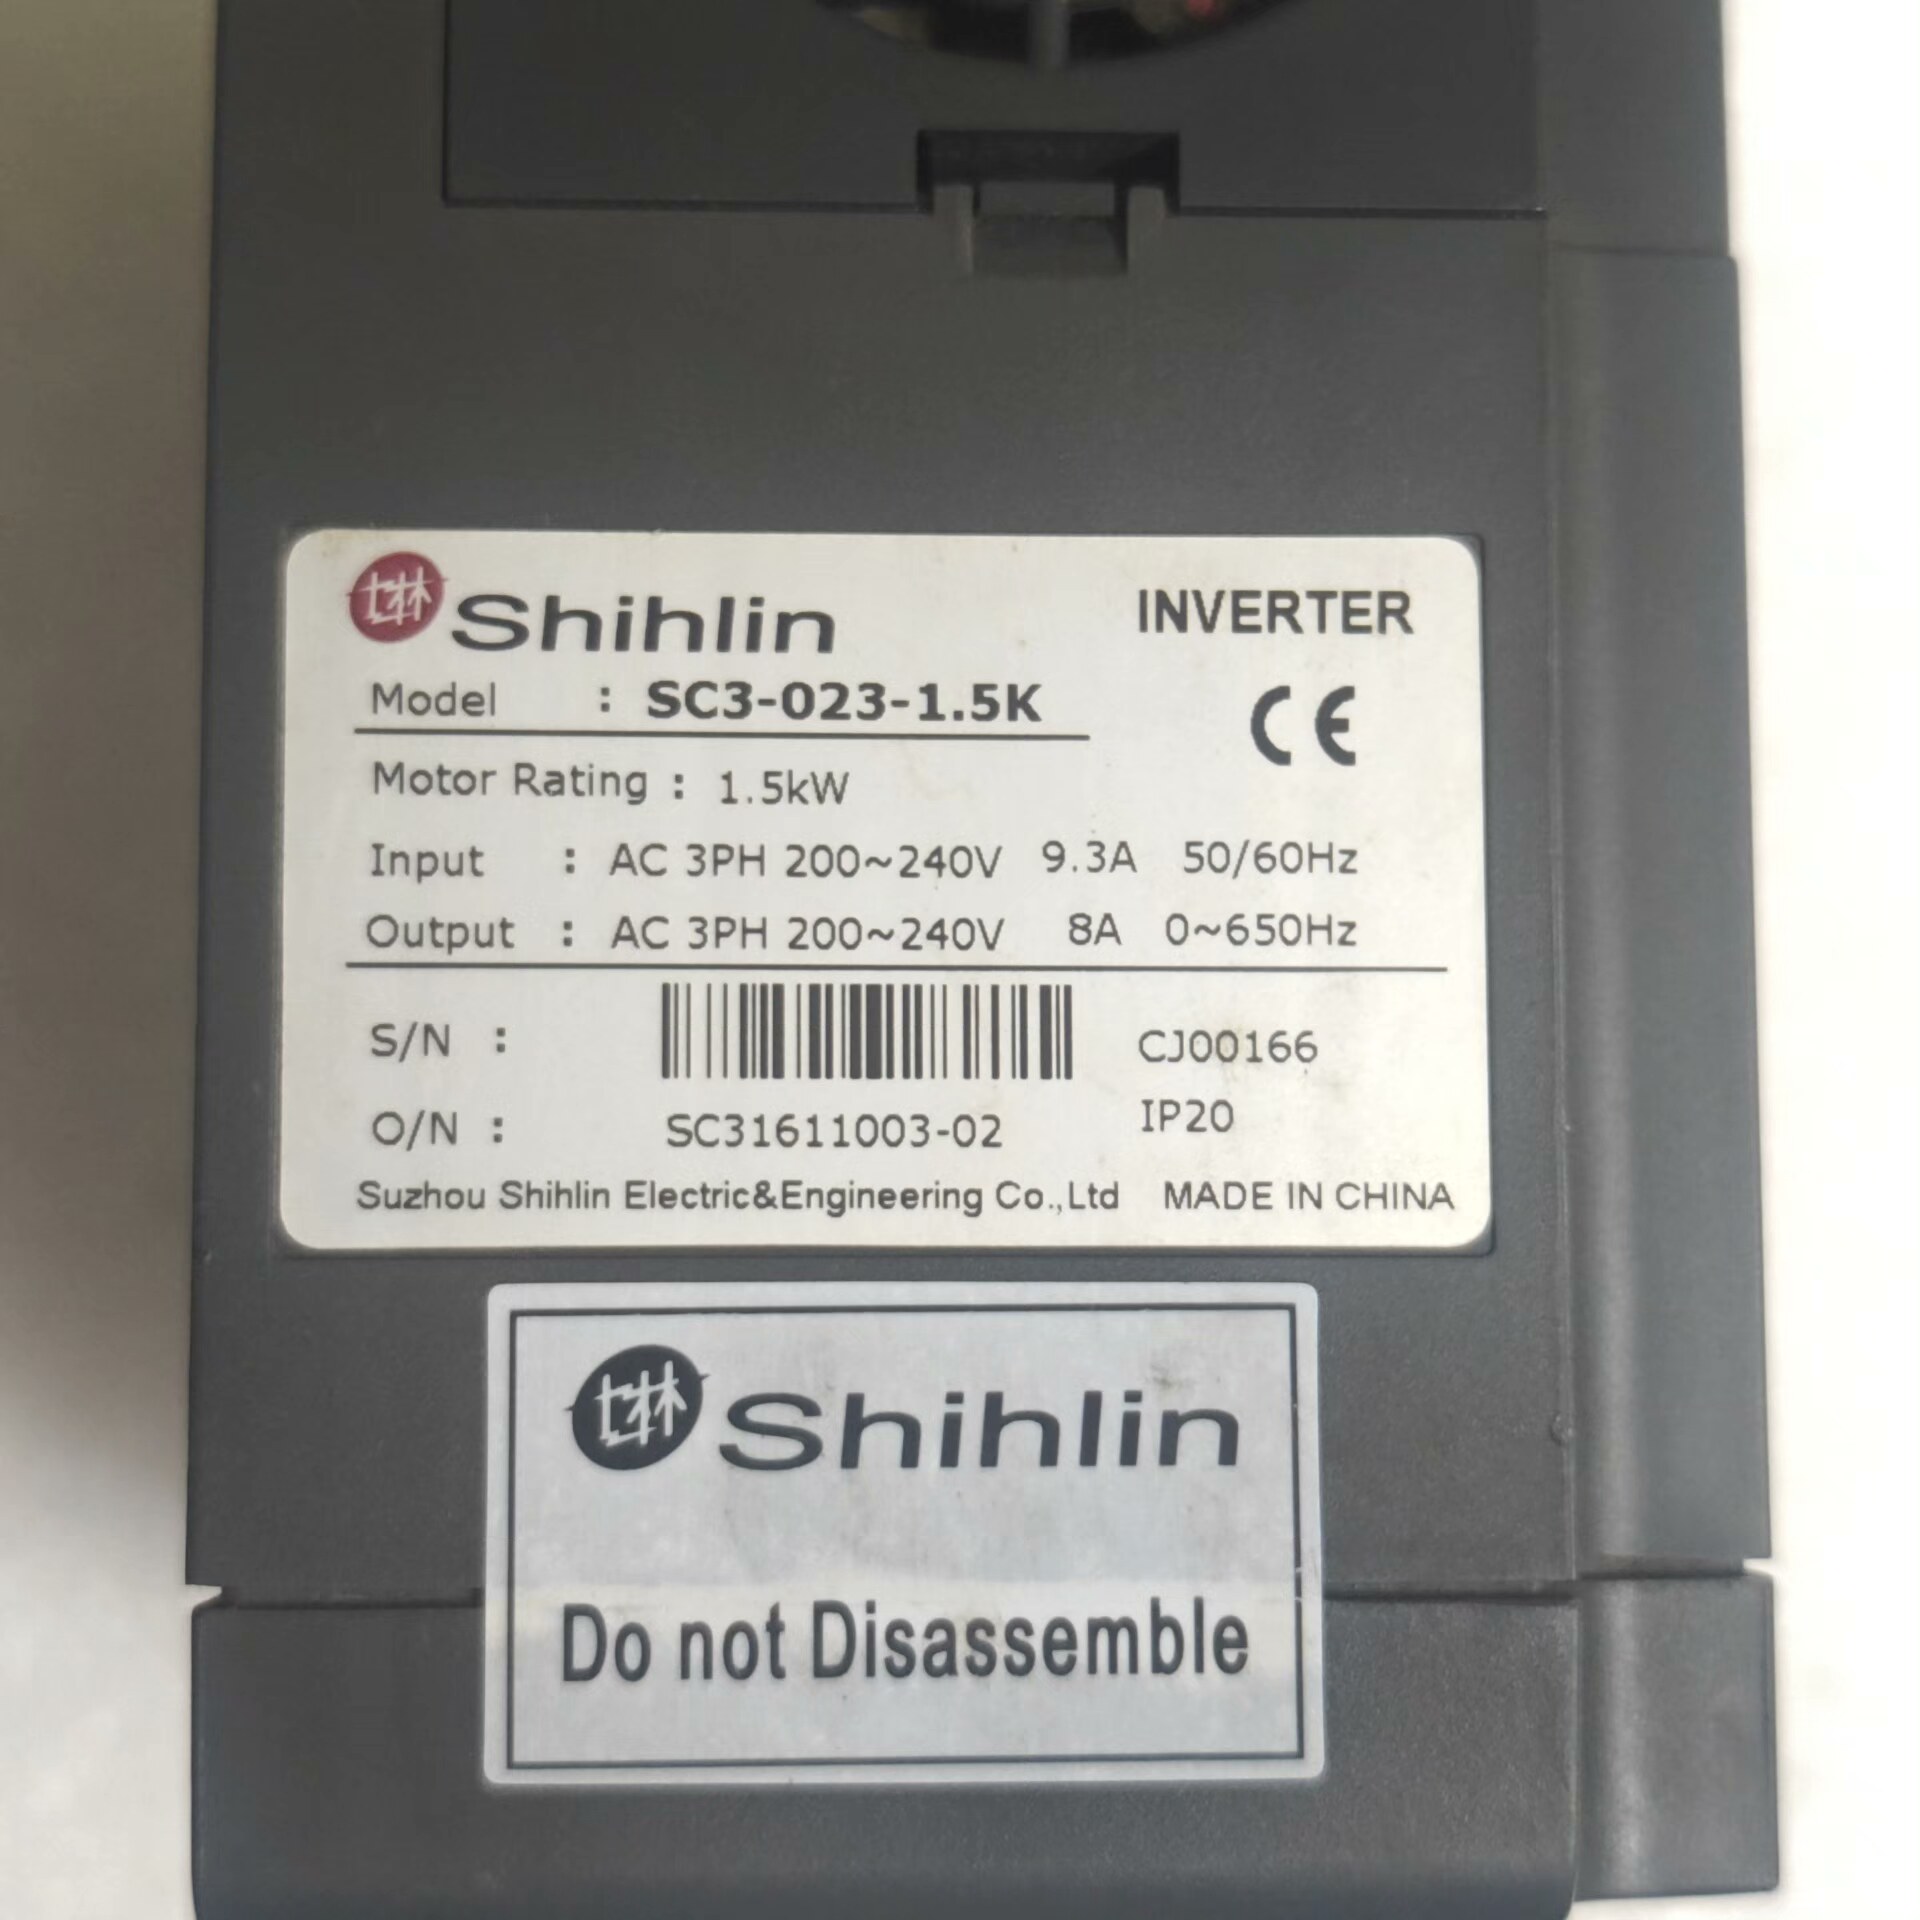 Shihlin INVERTER
Model : SC3-023-1.5K
CE
Motor Rating : 1.5kW
Input : AC 3PH 200~240V 9.3A 50/60Hz
Output : AC 3PH 200~240V 8A 0~650Hz
S/N : CJ00166
O/N : SC31611003-02 IP20
Suzhou Shihlin Electric&Engineering Co.,Ltd MADE IN CHINA
Shihlin
Do not Disassemble